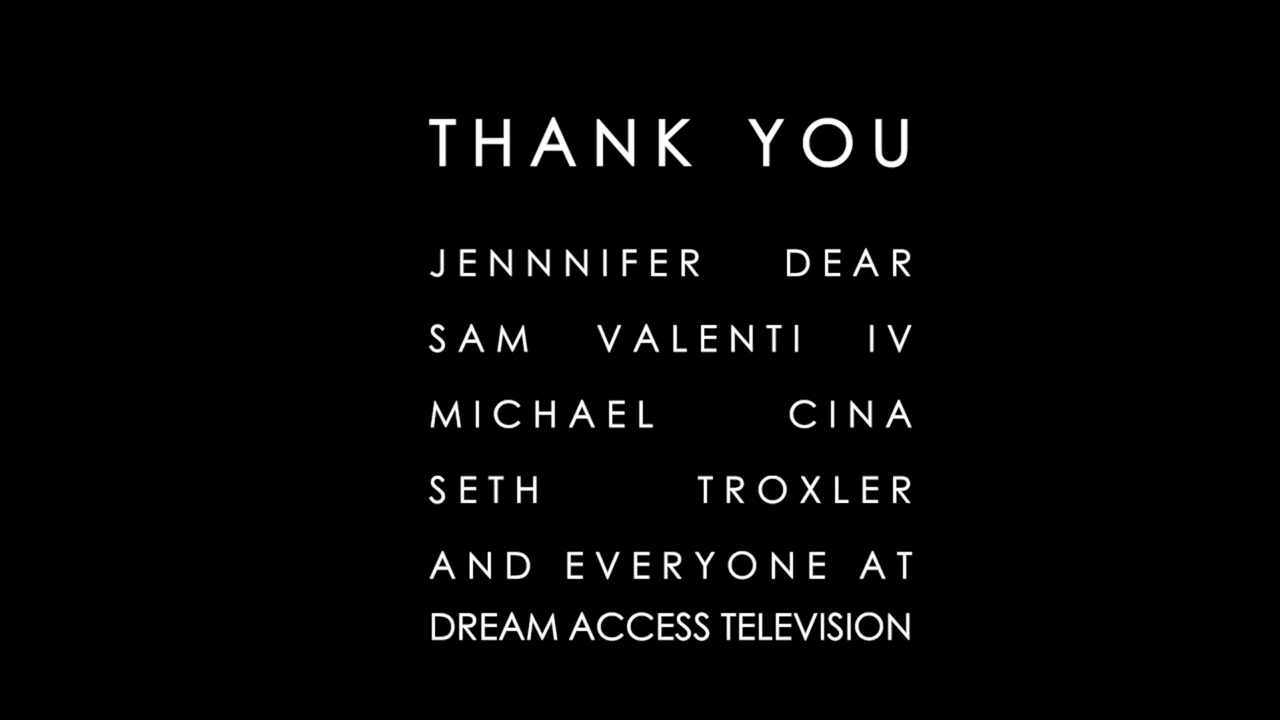 THANK YOU
JENNNIFER DEAR
SAM VALENTI IV
MICHAEL CINA
SETH TROXLER
AND EVERYONE AT
DREAM ACCESS TELEVISION